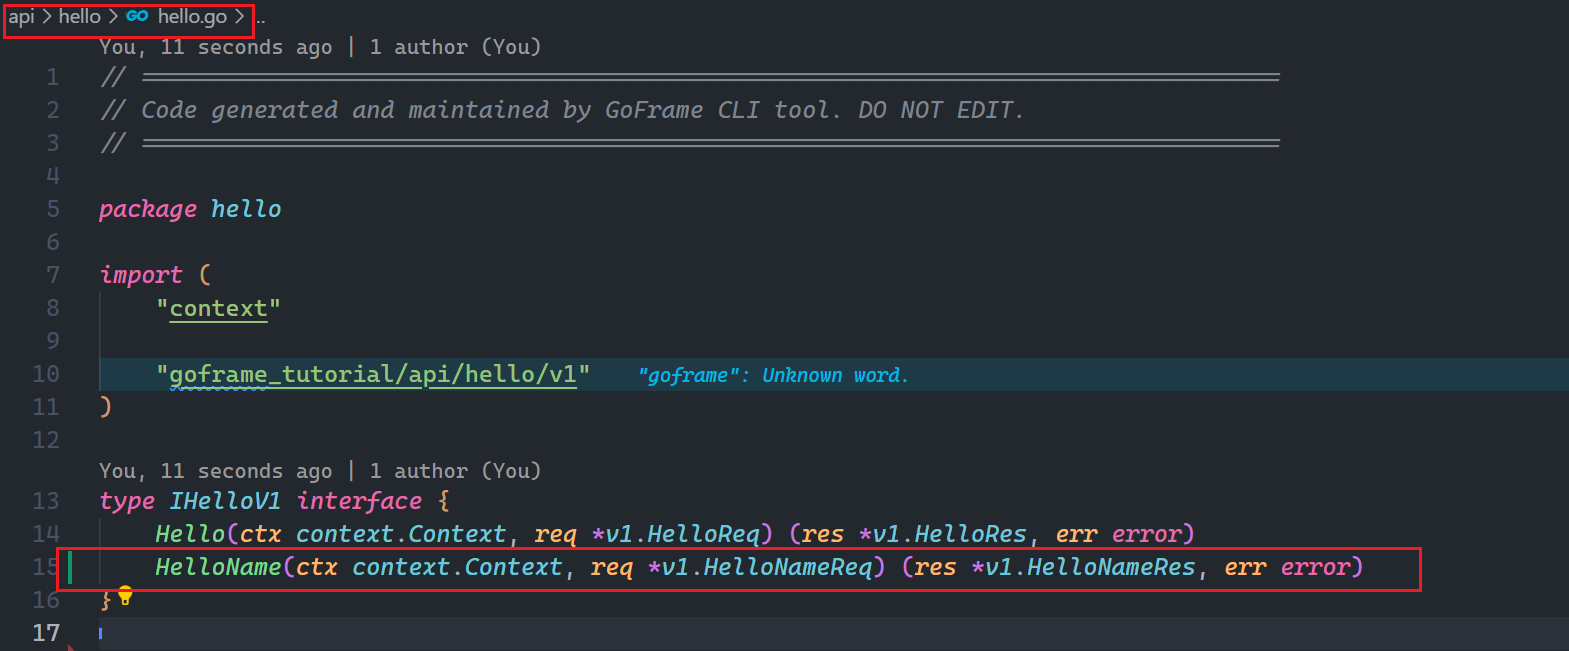 api > hello > GO hello.go > ..
You, 11 seconds ago | 1 author (You)
1 // =================================================================================
2 // Code generated and maintained by GoFrame CLI tool. DO NOT EDIT.
3 // =================================================================================
4
5 package hello
6
7 import (
8 "context"
9
10 "goframe_tutorial/api/hello/v1" "goframe": Unknown word.
11 )
12
You, 11 seconds ago | 1 author (You)
13 type IHelloV1 interface {
14 Hello(ctx context.Context, req *v1.HelloReq) (res *v1.HelloRes, err error)
15 HelloName(ctx context.Context, req *v1.HelloNameReq) (res *v1.HelloNameRes, err error)
16 }
17